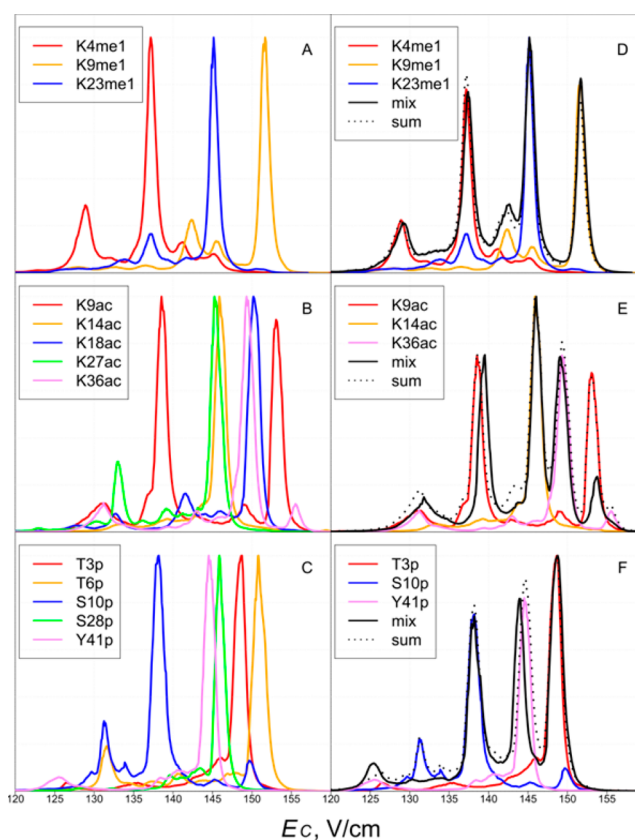 K4me1
K9me1
K23me1
A
K4me1
K9me1
K23me1
mix
sum
D
K9ac
K14ac
K18ac
K27ac
K36ac
B
K9ac
K14ac
K36ac
mix
sum
E
T3p
T6p
S10p
S28p
Y41p
C
T3p
S10p
Y41p
mix
sum
F
120 125 130 135 140 145 150 155 120 125 130 135 140 145 150 155
Ec, V/cm